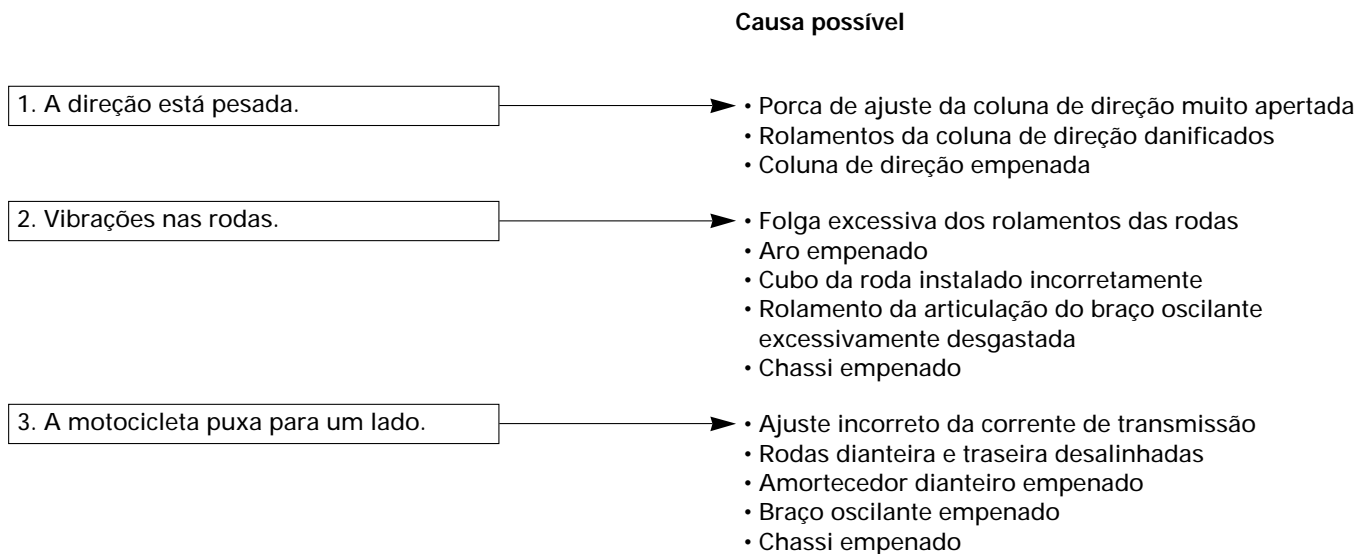 Causa possível
1. A direção está pesada.
• Porca de ajuste da coluna de direção muito apertada
• Rolamentos da coluna de direção danificados
• Coluna de direção empenada
2. Vibrações nas rodas.
• Folga excessiva dos rolamentos das rodas
• Aro empenado
• Cubo da roda instalado incorretamente
• Rolamento da articulação do braço oscilante
excessivamente desgastada
• Chassi empenado
3. A motocicleta puxa para um lado.
• Ajuste incorreto da corrente de transmissão
• Rodas dianteira e traseira desalinhadas
• Amortecedor dianteiro empenado
• Braço oscilante empenado
• Chassi empenado